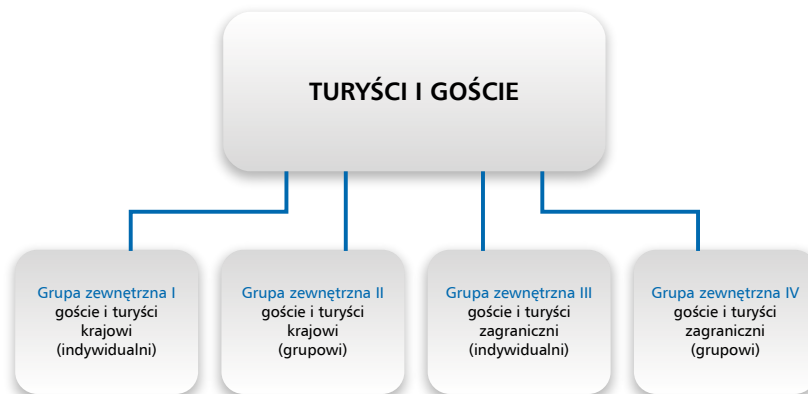 TURYŚCI I GOŚCIE
Grupa zewnętrzna I
goście i turyści
krajowi
(indywidualni)
Grupa zewnętrzna II
goście i turyści
krajowi
(grupowi)
Grupa zewnętrzna III
goście i turyści
zagraniczni
(indywidualni)
Grupa zewnętrzna IV
goście i turyści
zagraniczni
(grupowi)